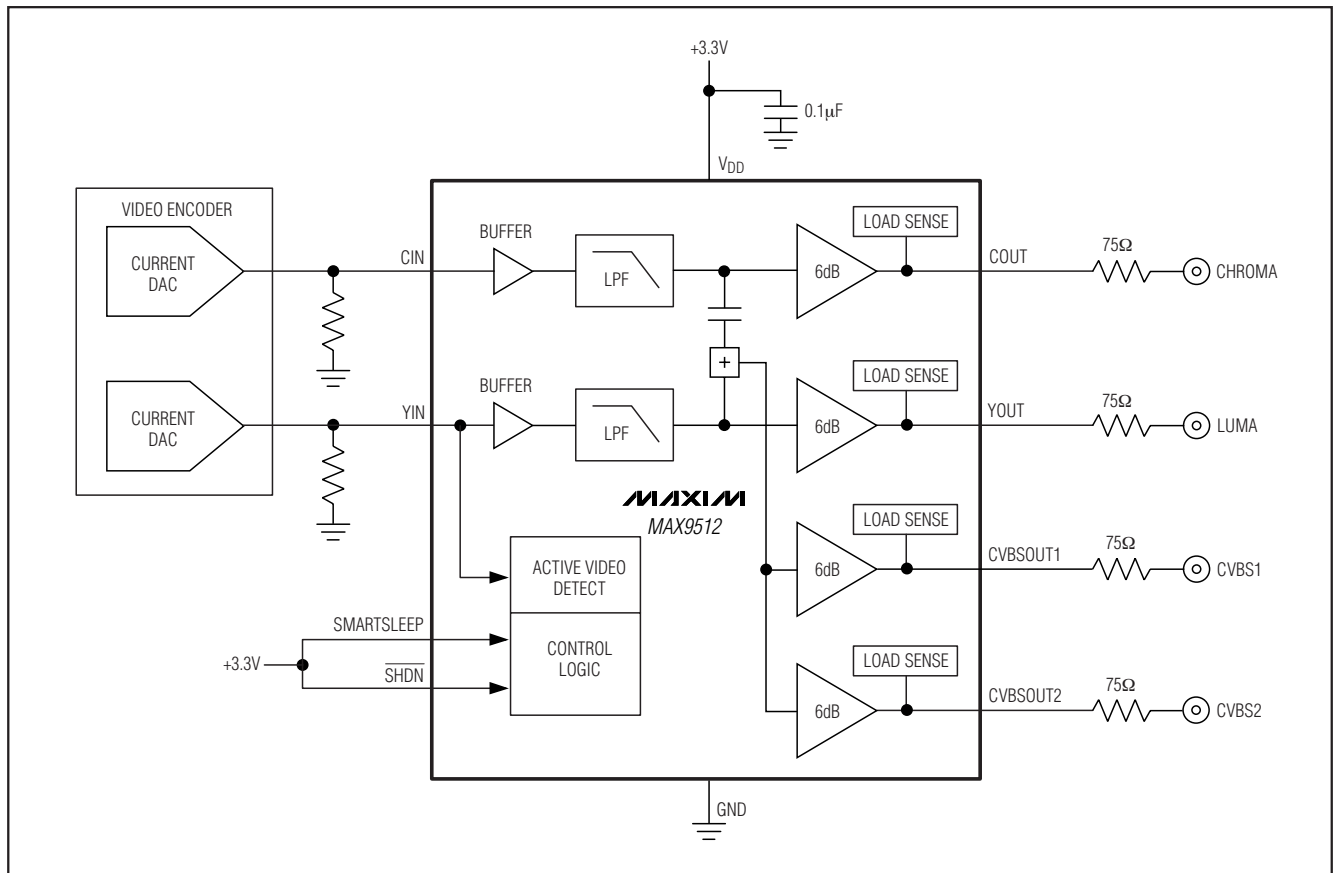 +3.3V
0.1µF
VDD
VIDEO ENCODER
CURRENT
DAC
CIN
BUFFER
LPF
6dB
LOAD SENSE
COUT
75Ω
CHROMA
+
CURRENT
DAC
YIN
BUFFER
LPF
6dB
LOAD SENSE
YOUT
75Ω
LUMA
MAXIM
MAX9512
ACTIVE VIDEO
DETECT
CONTROL
LOGIC
SMARTSLEEP
+3.3V
SHDN
6dB
LOAD SENSE
CVBSOUT1
75Ω
CVBS1
6dB
LOAD SENSE
CVBSOUT2
75Ω
CVBS2
GND